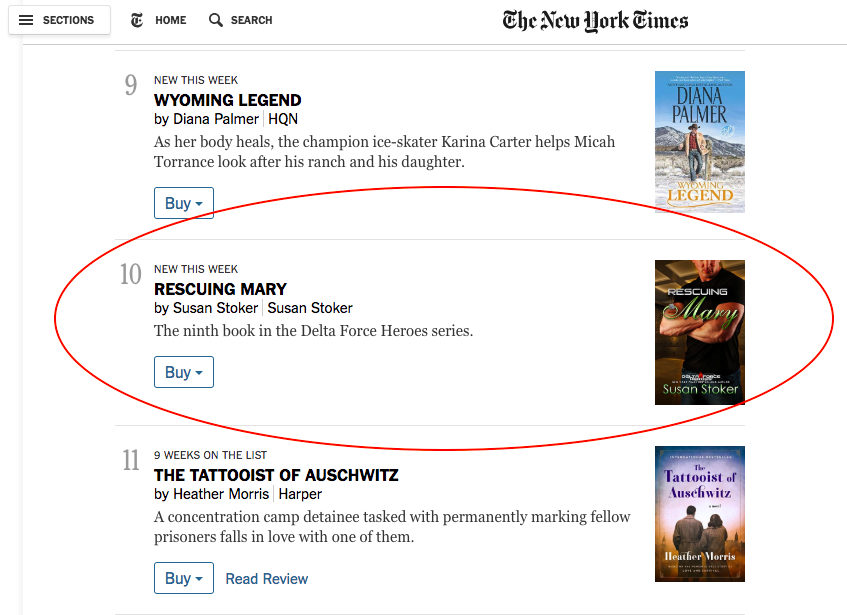 SECTIONS HOME SEARCH The New York Times
9 NEW THIS WEEK
WYOMING LEGEND
by Diana Palmer | HQN
As her body heals, the champion ice-skater Karina Carter helps Micah
Torrance look after his ranch and his daughter.
Buy
DIANA
PALMER
WYOMING
LEGEND
10 NEW THIS WEEK
RESCUING MARY
by Susan Stoker | Susan Stoker
The ninth book in the Delta Force Heroes series.
Buy
RESCUING
Mary
DELTA FORCE
Susan Stoker
11 9 WEEKS ON THE LIST
THE TATTOOIST OF AUSCHWITZ
by Heather Morris | Harper
A concentration camp detainee tasked with permanently marking fellow
prisoners falls in love with one of them.
Buy Read Review
INTERNATIONAL BESTSELLER
The
Tattooist of
Auschwitz
a novel
Heather Morris